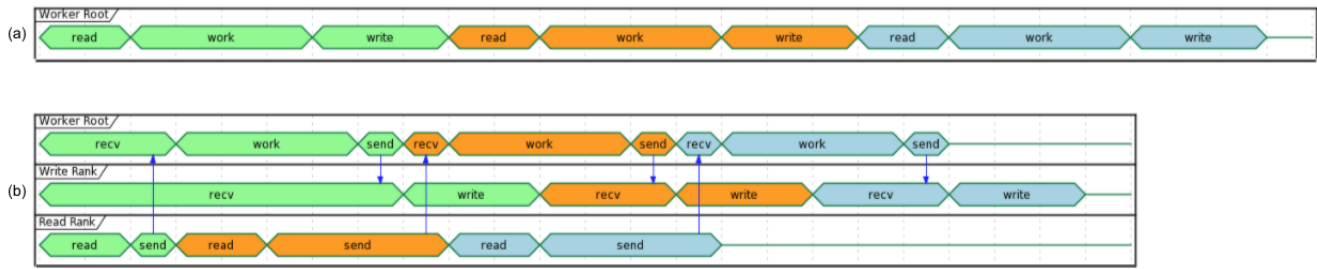 Worker Root
(a) read work write read work write read work write
Worker Root
recv work send recv work send recv work send
(b)
Write Rank
recv write recv write recv write
Read Rank
read send read send read send